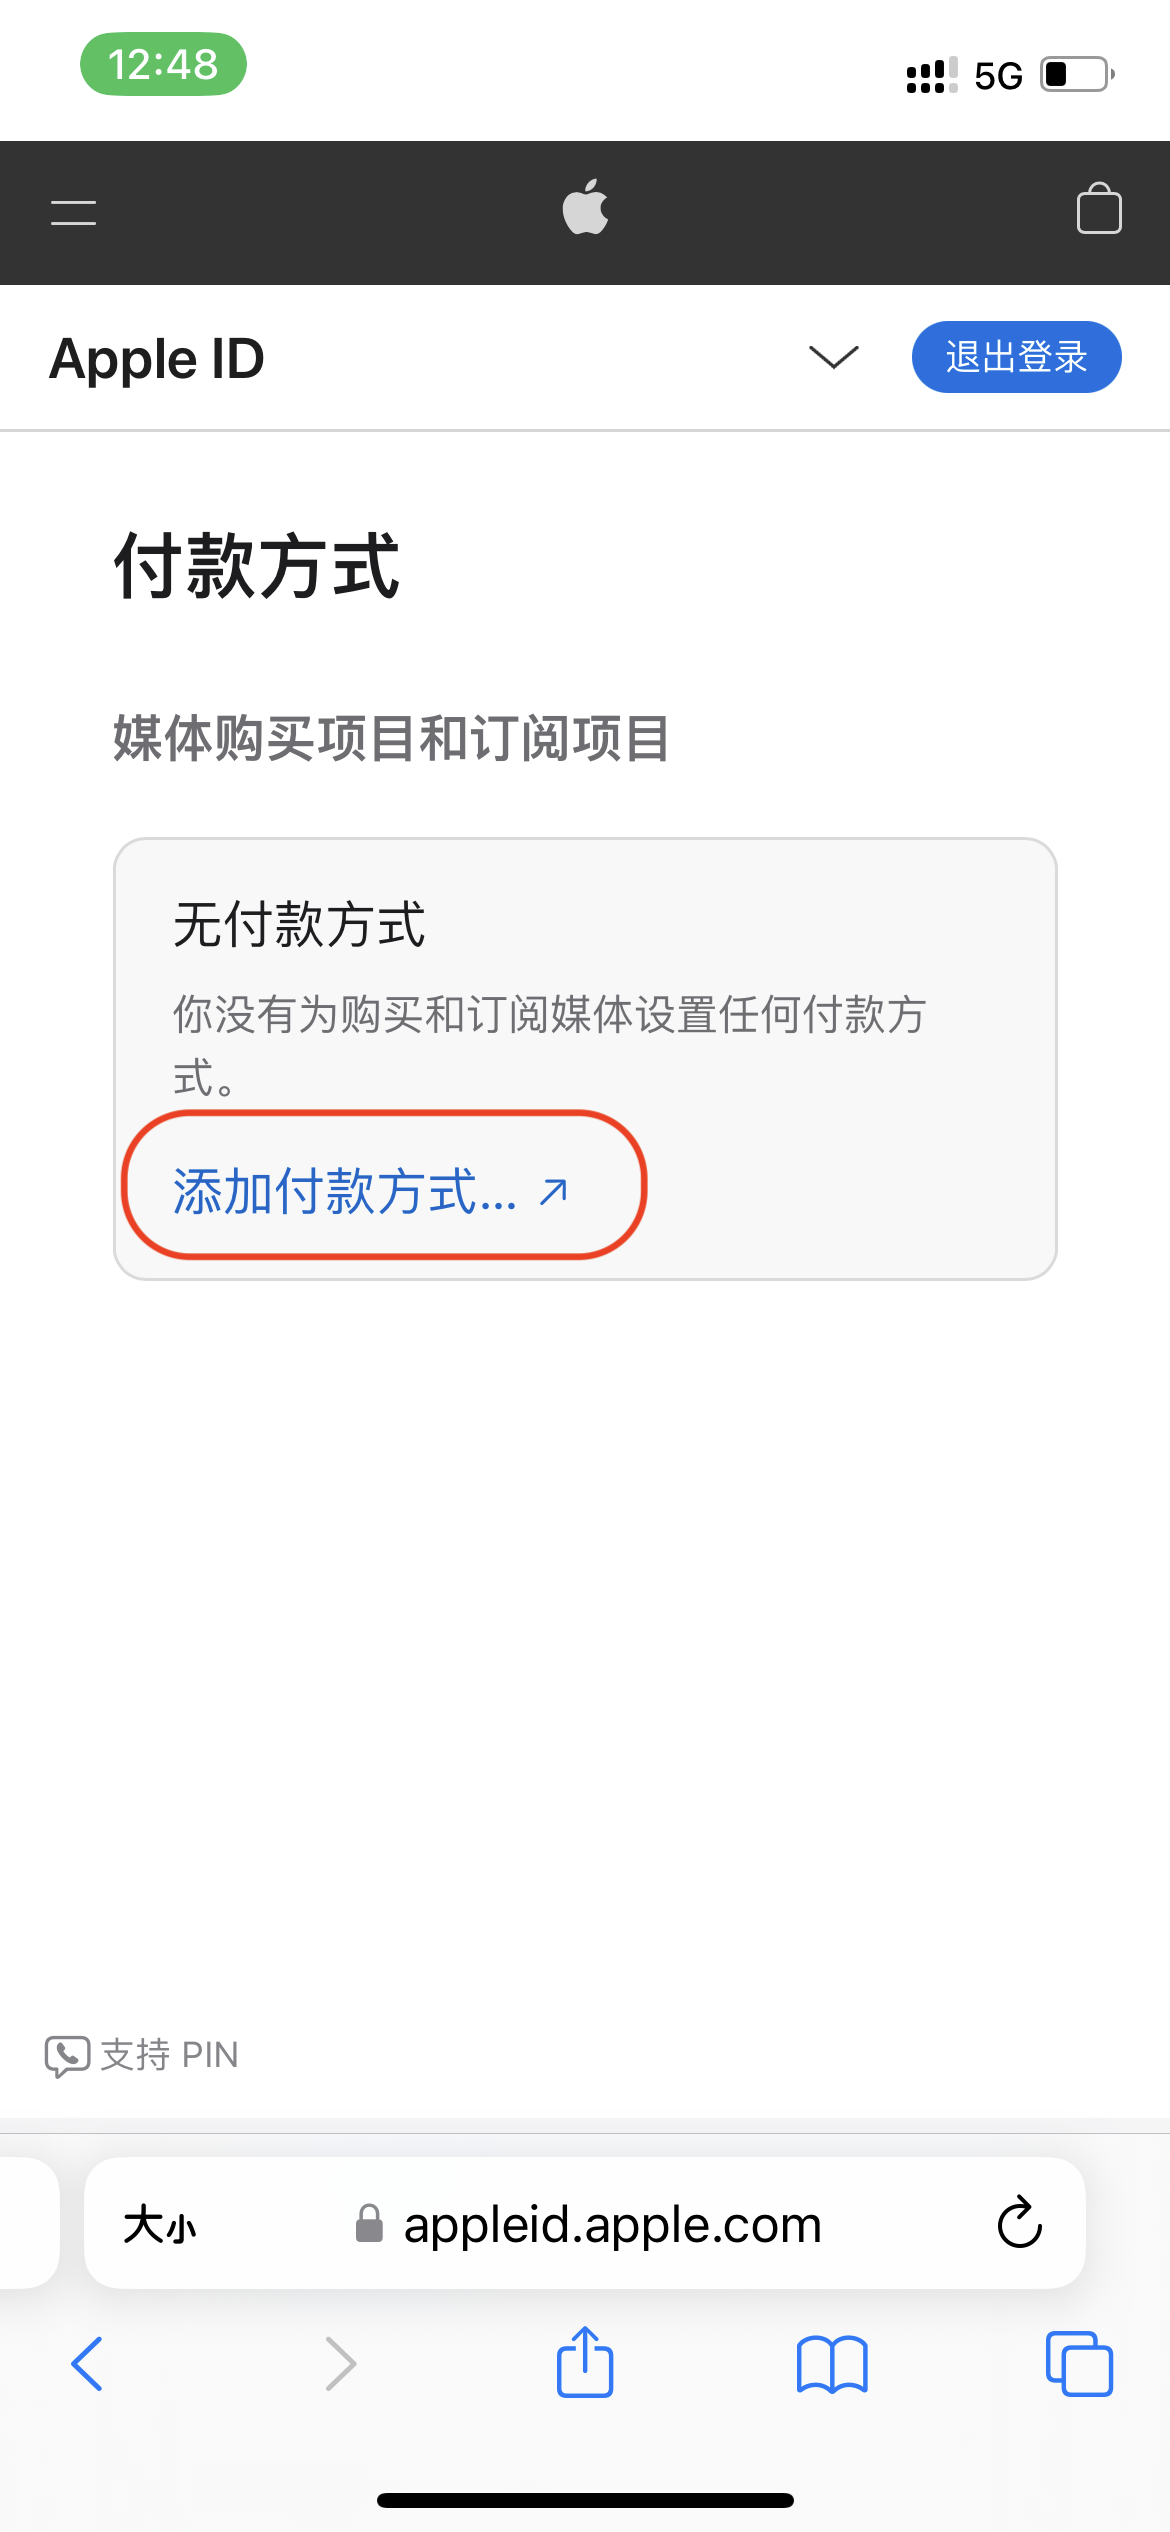 12:48
5G
Apple ID
退出登录
付款方式
媒体购买项目和订阅项目
无付款方式
你没有为购买和订阅媒体设置任何付款方
式。
添加付款方式... ↗
支持 PIN
大小
appleid.apple.com